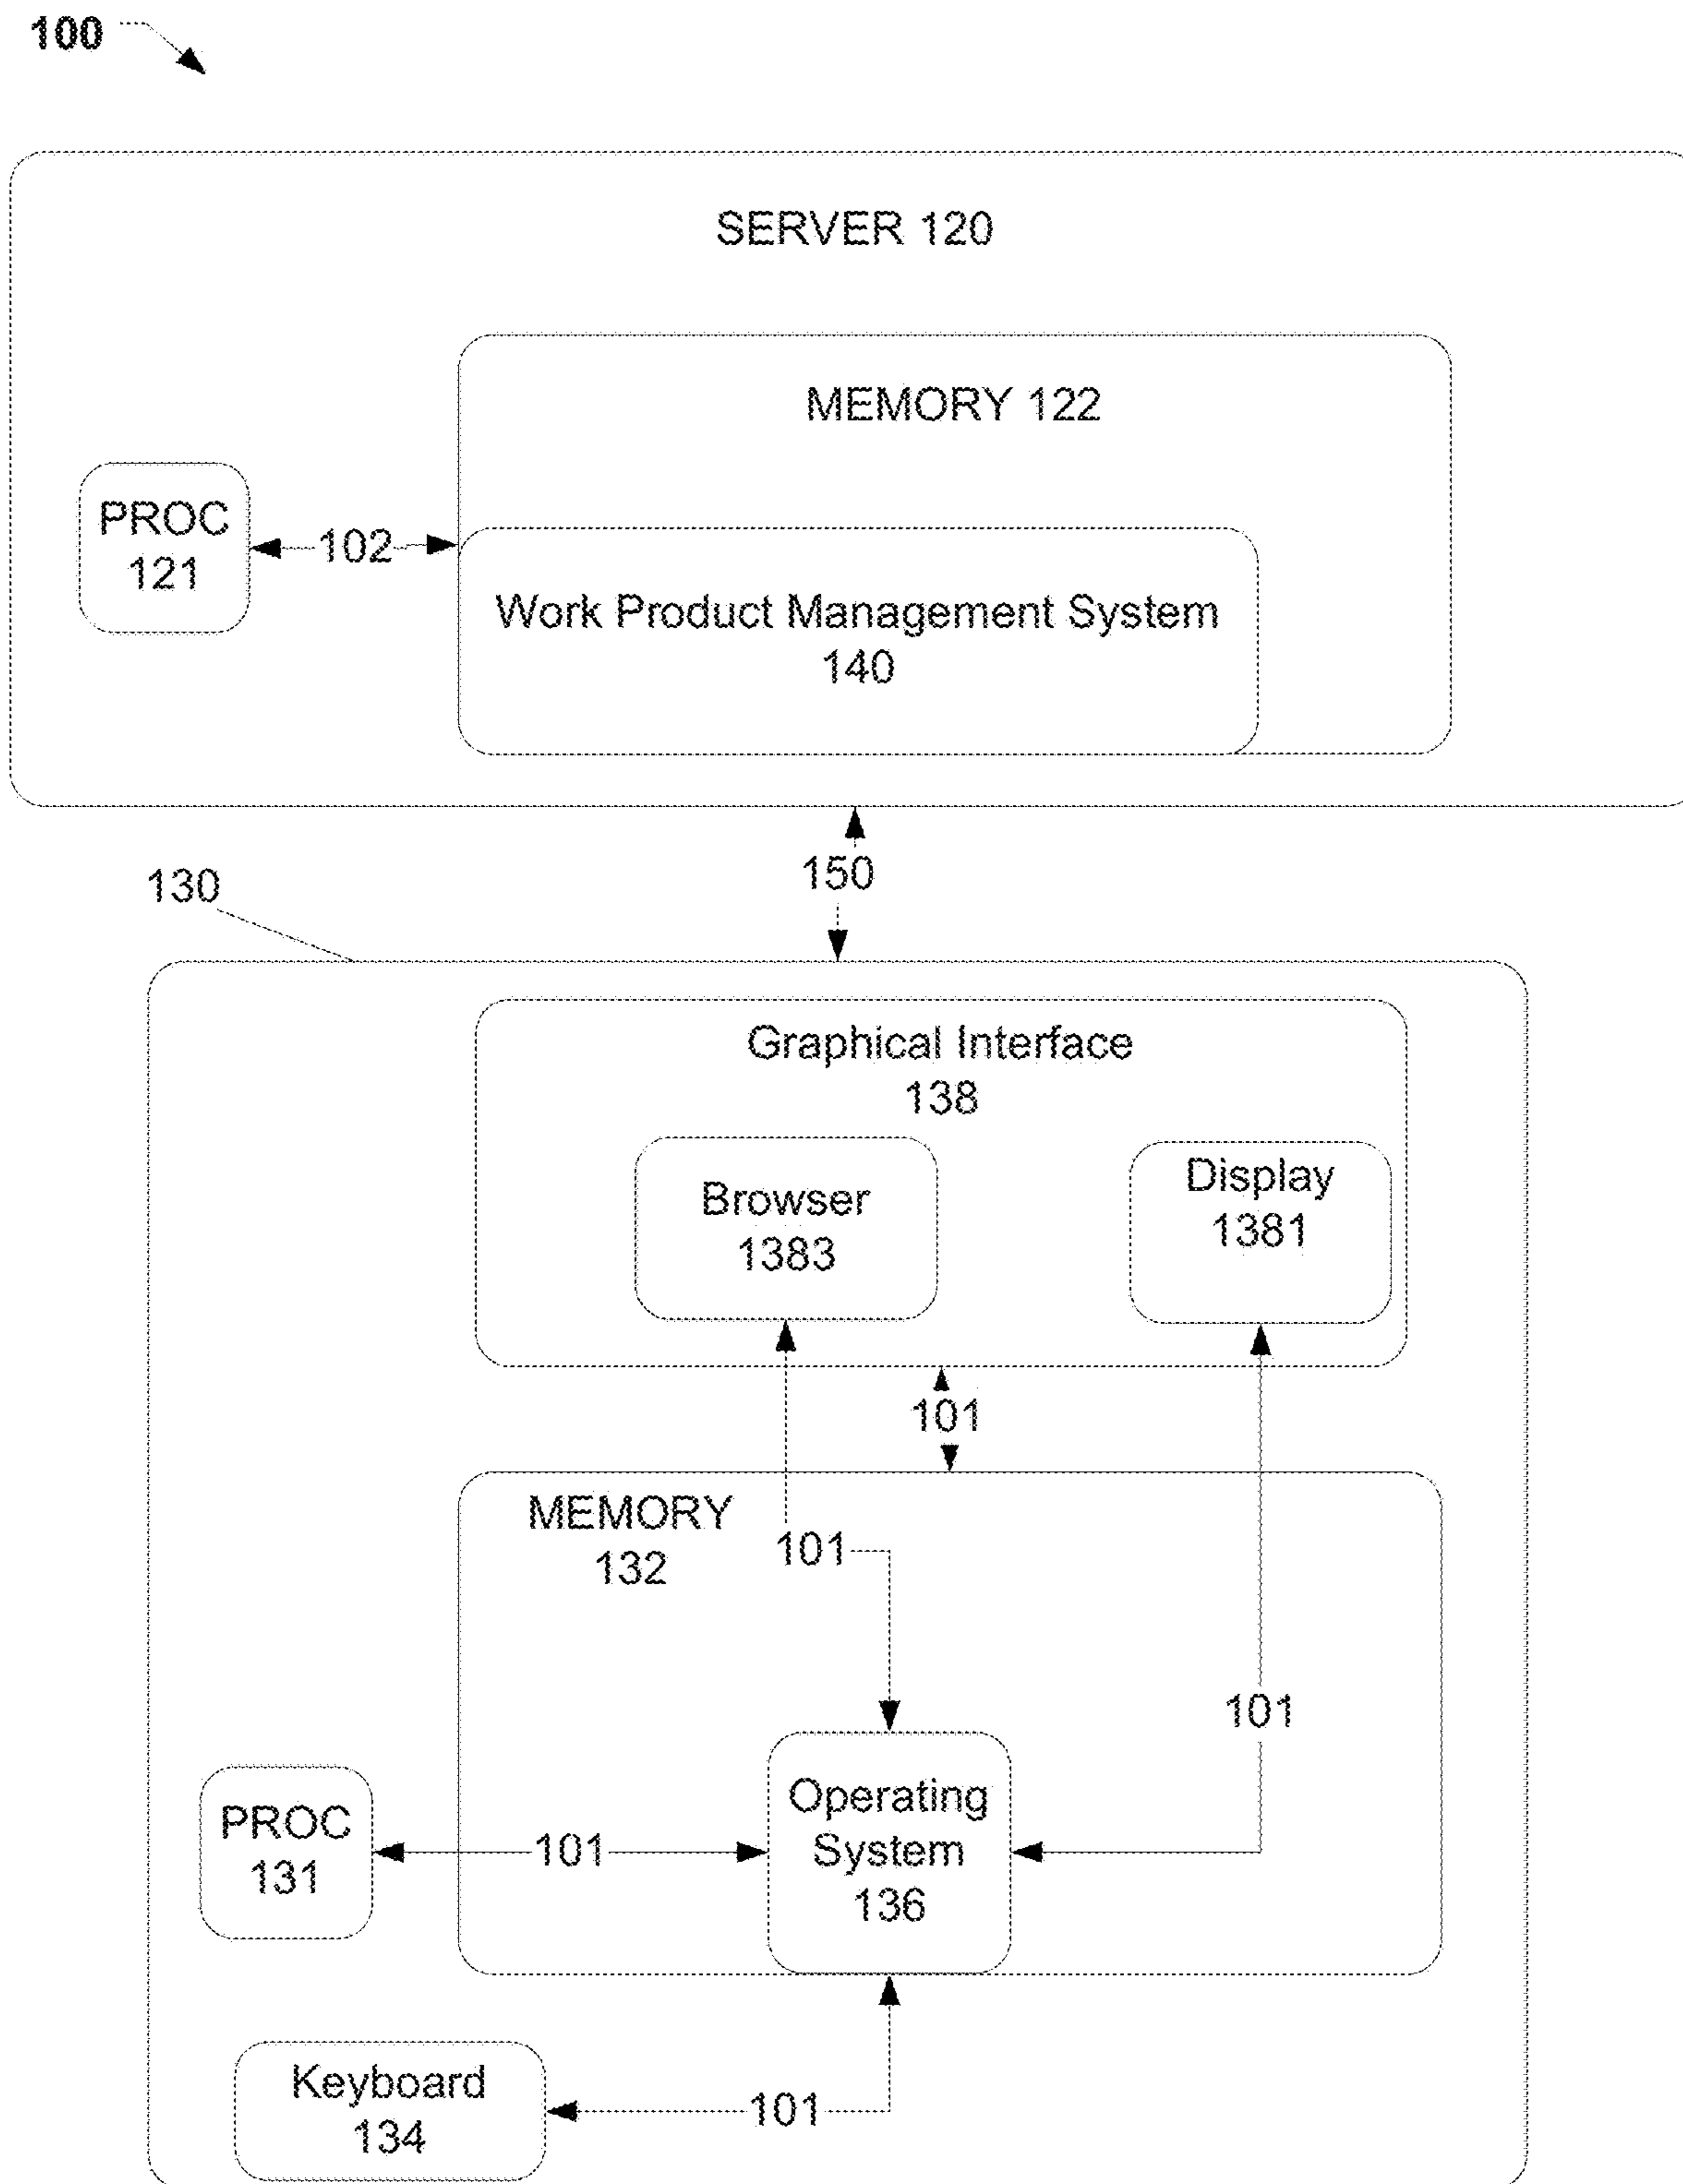 100
SERVER 120
MEMORY 122
PROC
121
102
Work Product Management System
140
150
130
Graphical Interface
138
Browser
1383
Display
1381
101
MEMORY
132
101
101
Operating
System
136
PROC
131
101
Keyboard
134
101